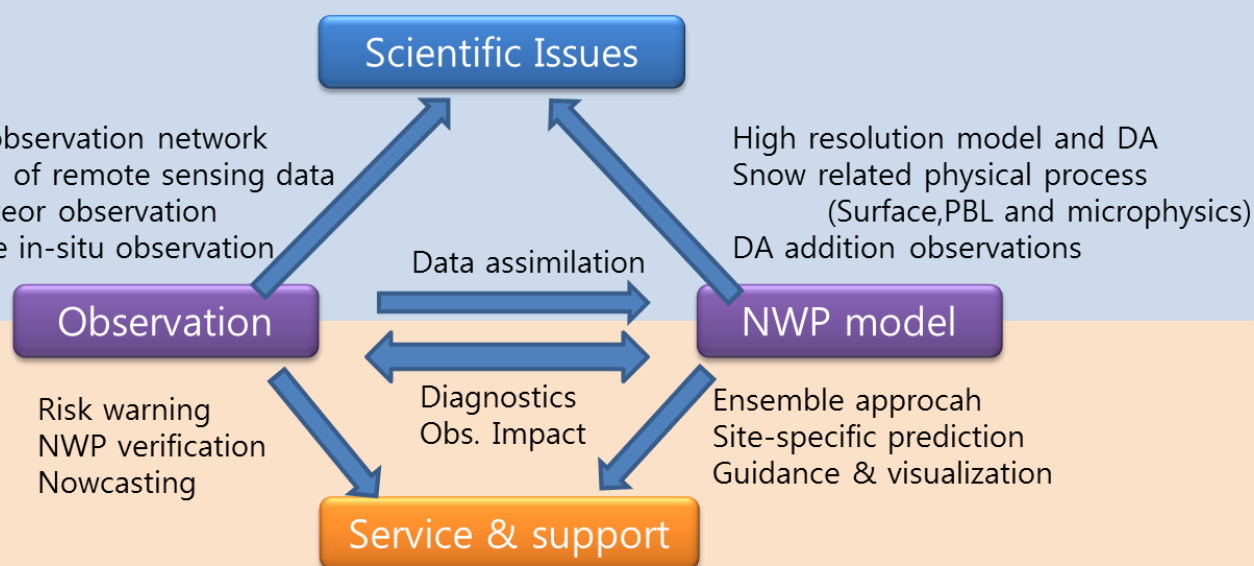 Scientific Issues
observation network
of remote sensing data
observation
in-situ observation
High resolution model and DA
Snow related physical process
(Surface,PBL and microphysics)
DA addition observations
Data assimilation
Observation
NWP model
Diagnostics
Obs. Impact
Risk warning
NWP verification
Nowcasting
Ensemble approcah
Site-specific prediction
Guidance & visualization
Service & support